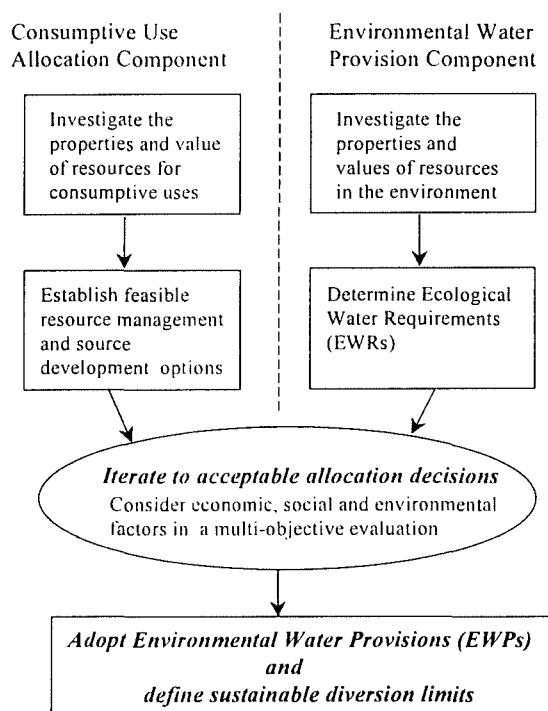 Consumptive Use
Allocation Component
Environmental Water
Provision Component
Investigate the
properties and value
of resources for
consumptive uses
Investigate the
properties and
values of resources
in the environment
Establish feasible
resource management
and source
development options
Determine Ecological
Water Requirements
(EWRs)
Iterate to acceptable allocation decisions
Consider economic, social and environmental
factors in a multi-objective evaluation
Adopt Environmental Water Provisions (EWPs)
and
define sustainable diversion limits